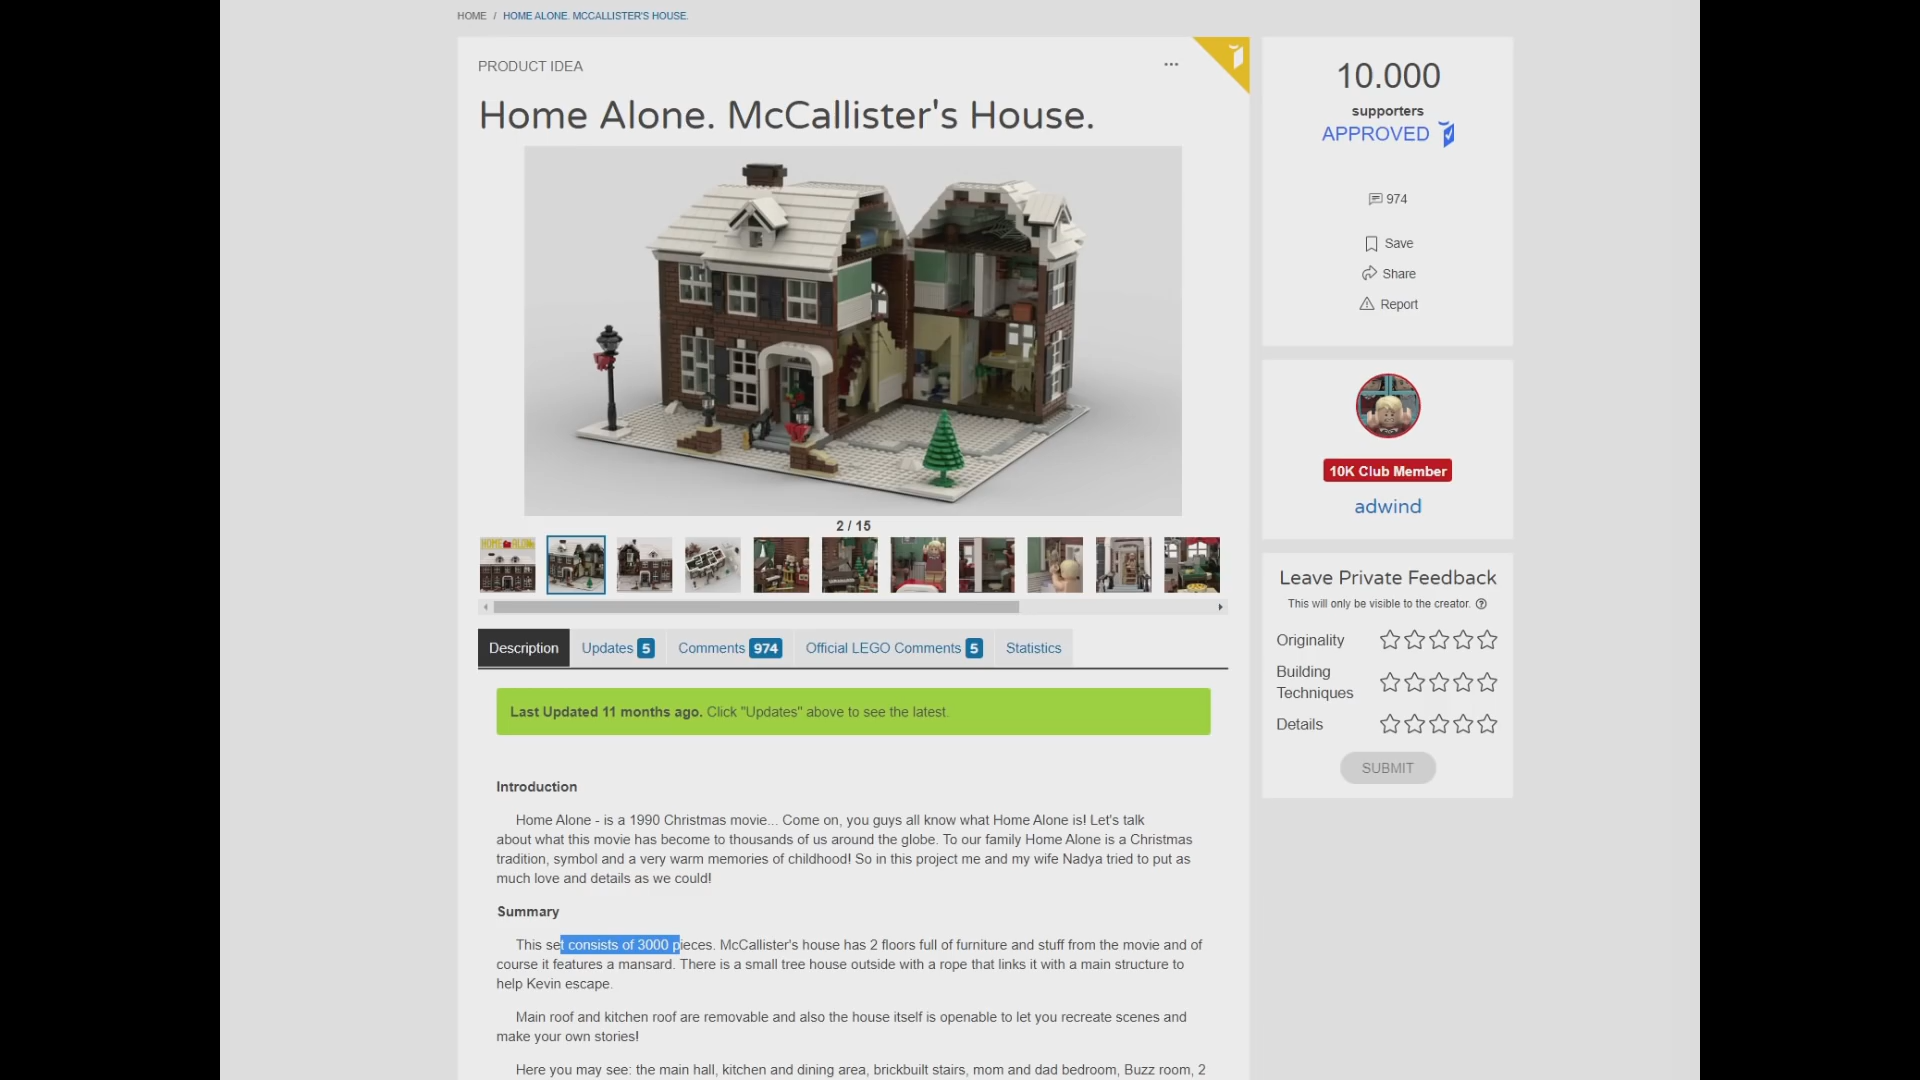 HOME / HOME ALONE. MCCALLISTER'S HOUSE.
PRODUCT IDEA
Home Alone. McCallister's House.
2 / 15
Description
Updates 5
Comments 974
Official LEGO Comments 5
Statistics
Last Updated 11 months ago. Click "Updates" above to see the latest.
Introduction
Home Alone - is a 1990 Christmas movie... Come on, you guys all know what Home Alone is! Let's talk
about what this movie has become to thousands of us around the globe. To our family Home Alone is a Christmas
tradition, symbol and a very warm memories of childhood! So in this project me and my wife Nadya tried to put as
much love and details as we could!
Summary
This set consists of 3000 pieces. McCallister's house has 2 floors full of furniture and stuff from the movie and of
course it features a mansard. There is a small tree house outside with a rope that links it with a main structure to
help Kevin escape.
Main roof and kitchen roof are removable and also the house itself is openable to let you recreate scenes and
make your own stories!
Here you may see: the main hall, kitchen and dining area, brickbuilt stairs, mom and dad bedroom, Buzz room, 2
10.000
supporters
APPROVED
974
Save
Share
Report
10K Club Member
adwind
Leave Private Feedback
This will only be visible to the creator.
Originality
Building
Techniques
Details
SUBMIT